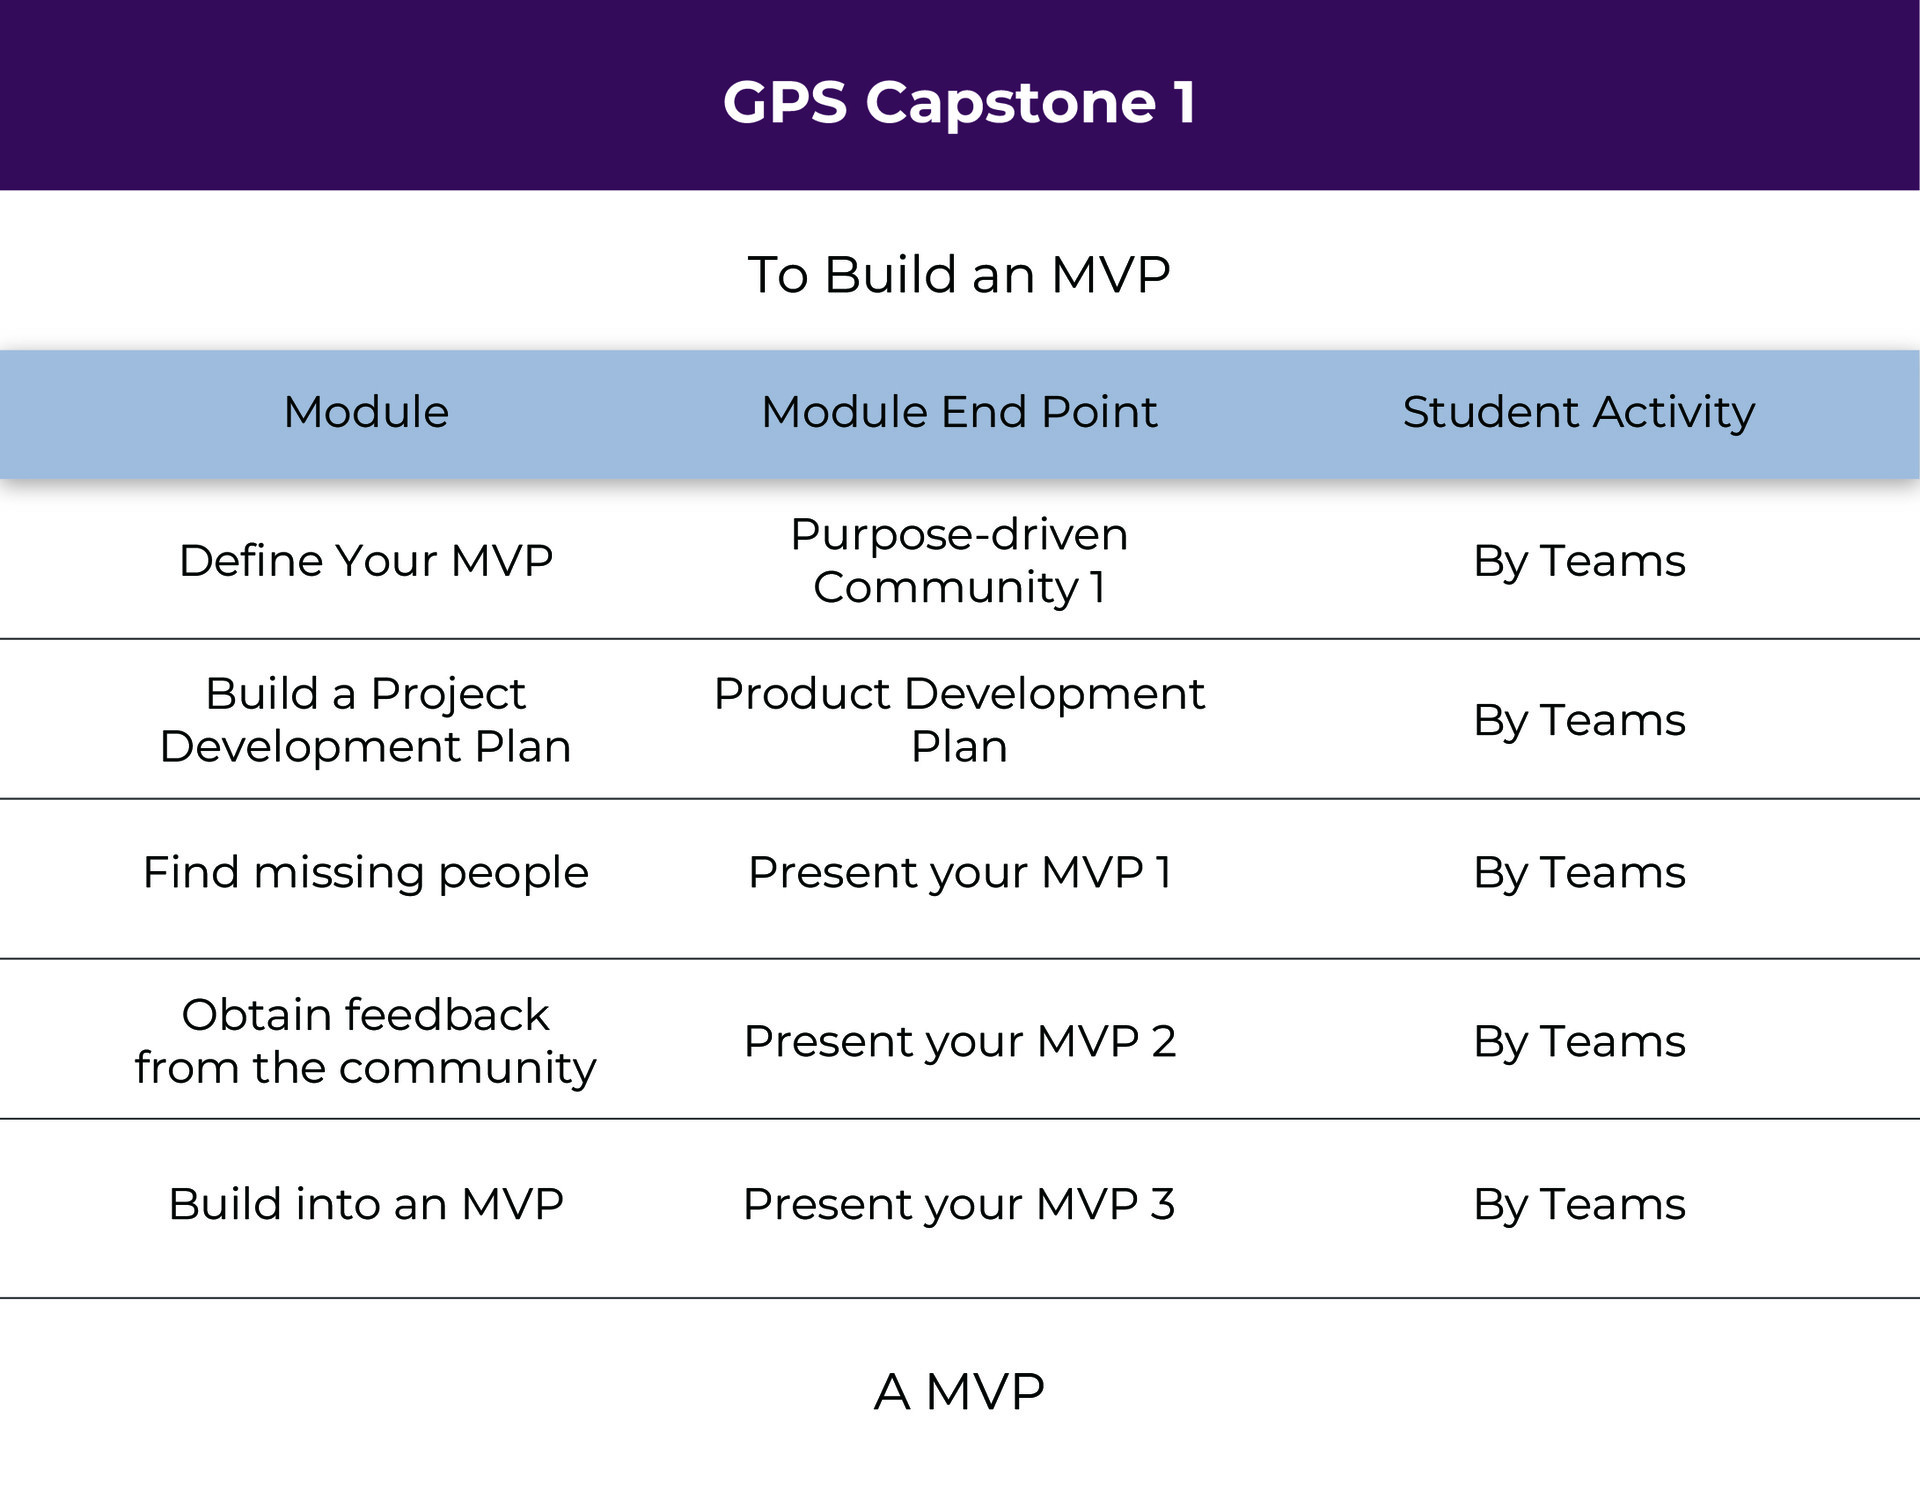 GPS Capstone 1
To Build an MVP
Module
Module End Point
Student Activity
Define Your MVP
Purpose-driven
Community 1
By Teams
Build a Project
Development Plan
Product Development
Plan
By Teams
Find missing people
Present your MVP 1
By Teams
Obtain feedback
from the community
Present your MVP 2
By Teams
Build into an MVP
Present your MVP 3
By Teams
A MVP